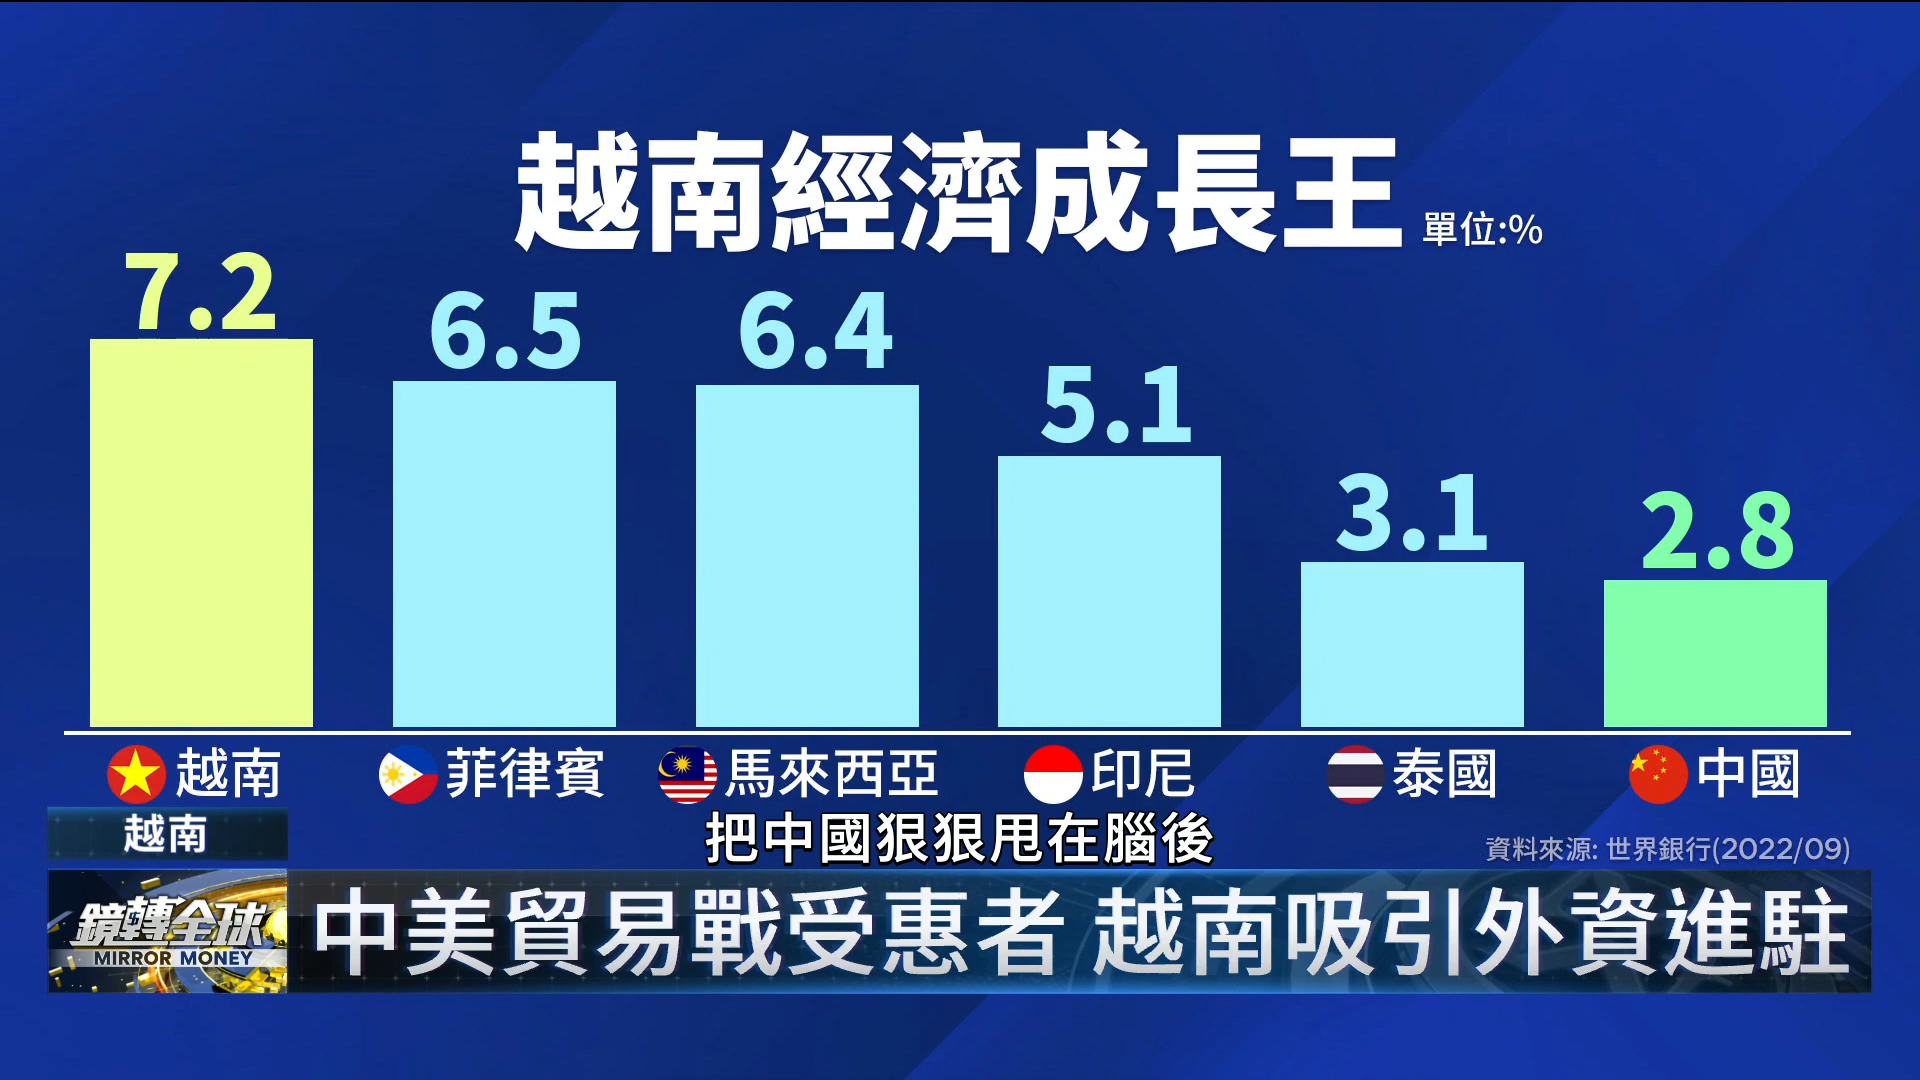 越南經濟成長王 單位:%
7.2
6.5
6.4
5.1
3.1
2.8
越南
菲律賓
馬來西亞
印尼
泰國
中國
越南
把中國狠狠甩在腦後
資料來源: 世界銀行(2022/09)
鏡轉全球
MIRROR MONEY
中美貿易戰受惠者 越南吸引外資進駐